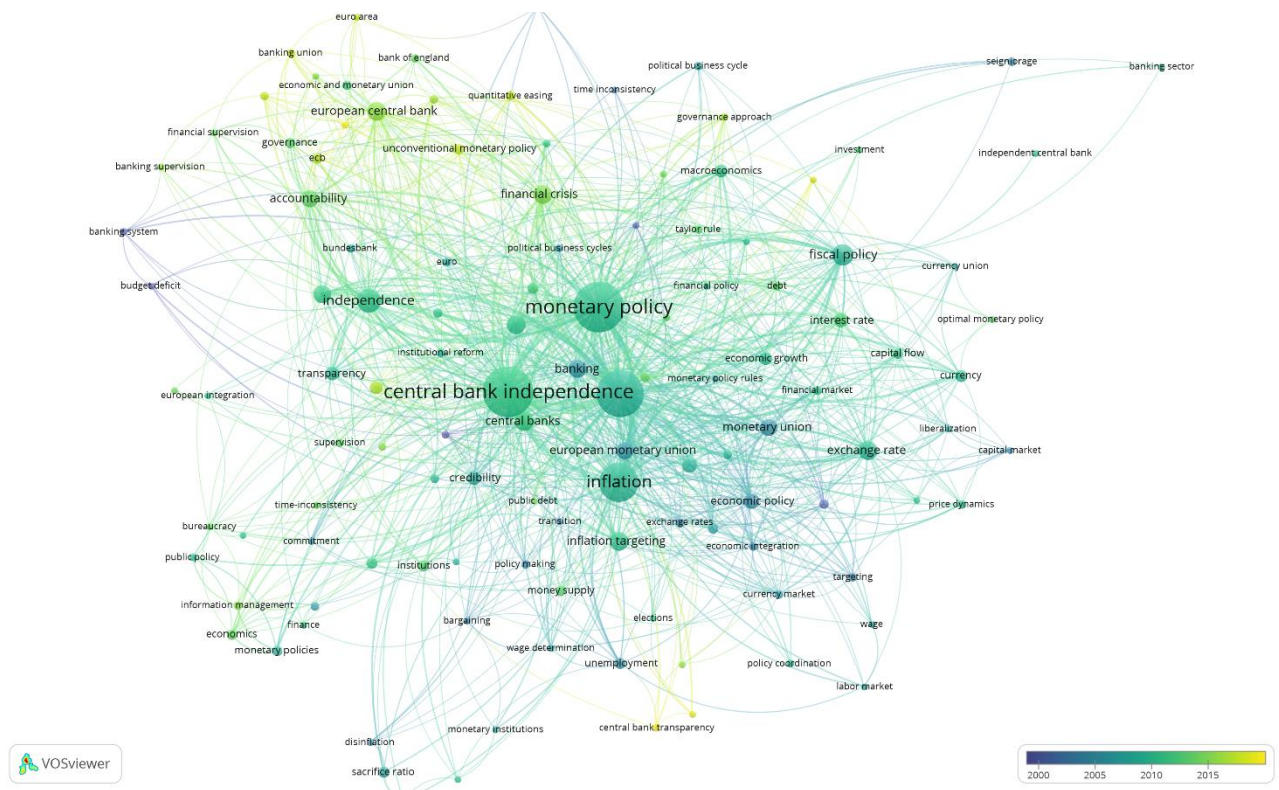 euro area
banking union
bank of england
political business cycle
seigniorage
banking sector
economic and monetary union
quantitative easing
time inconsistency
european central bank
governance approach
financial supervision
governance
unconventional monetary policy
investment
independent central bank
ecb
banking supervision
macroeconomics
accountability
financial crisis
banking system
taylor rule
bundesbank
political business cycles
fiscal policy
euro
currency union
budget deficit
financial policy
debt
independence
monetary policy
interest rate
optimal monetary policy
institutional reform
economic growth
capital flow
transparency
banking
monetary policy rules
currency
european integration
central bank independence
financial market
central banks
monetary union
liberalization
supervision
european monetary union
exchange rate
capital market
credibility
inflation
time-inconsistency
public debt
economic policy
price dynamics
bureaucracy
transition
exchange rates
commitment
inflation targeting
economic integration
public policy
institutions
policy making
targeting
money supply
currency market
information management
bargaining
elections
finance
wage
economics
monetary policies
wage determination
unemployment
policy coordination
labor market
monetary institutions
central bank transparency
disinflation
sacrifice ratio
VOSviewer
2000 2005 2010 2015